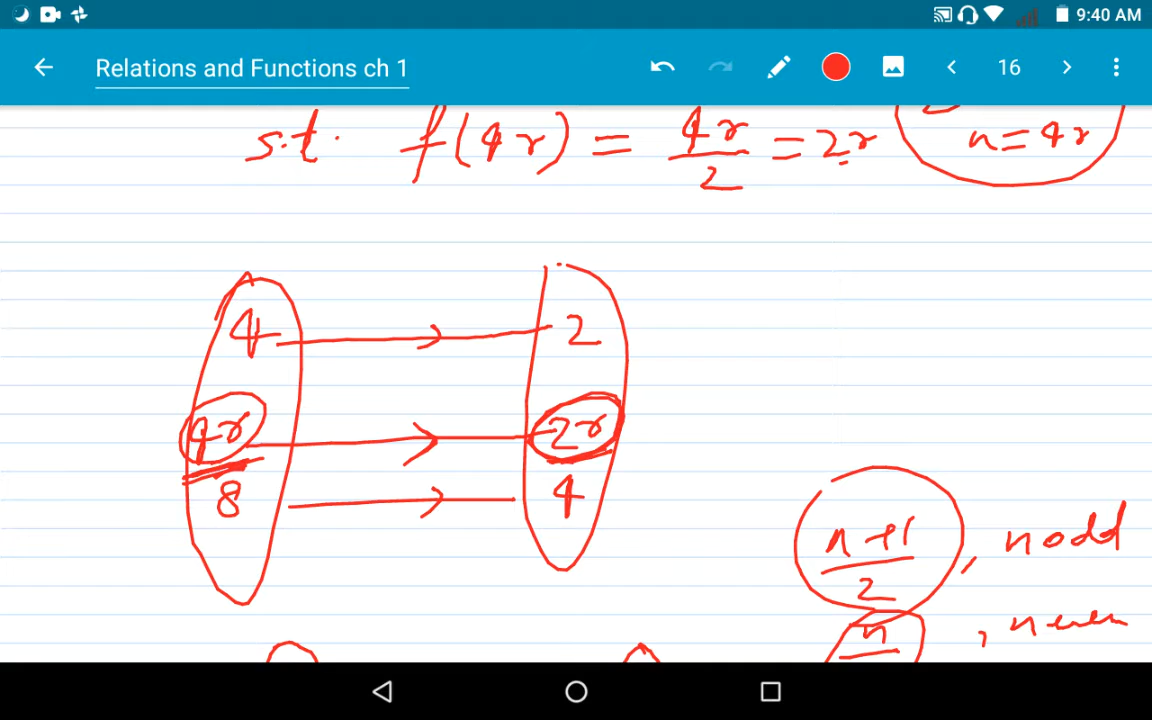 9:40 AM
Relations and Functions ch 1
16
s.t. f(4r) = 4r/2 = 2r
n=4r
4 2
4r 2r
8 4
n+1/2, n odd
n, n even